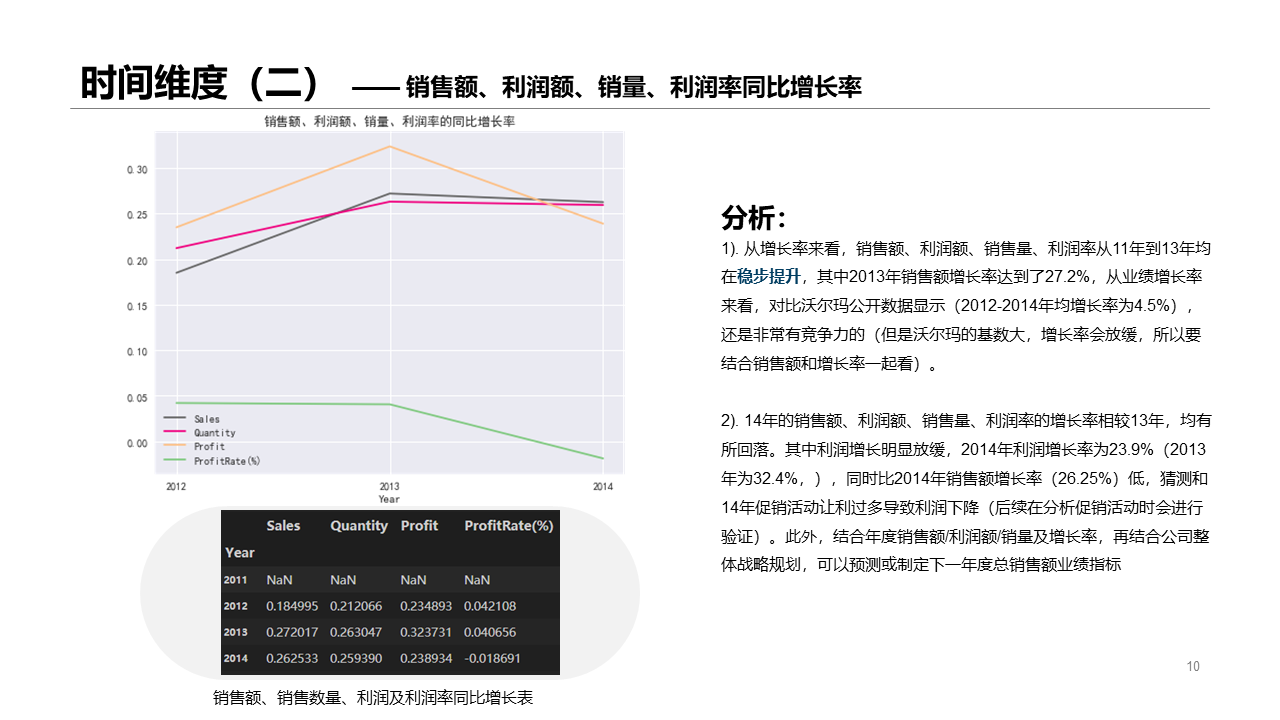 时间维度（二） —— 销售额、利润额、销量、利润率同比增长率
销售额、利润额、销量、利润率的同比增长率
0.30
0.25
0.20
0.15
0.10
0.05
0.00
Sales
Quantity
Profit
ProfitRate(%)
2012 2013 2014
Year
Sales Quantity Profit ProfitRate(%)
Year
2011 NaN NaN NaN NaN
2012 0.184995 0.212066 0.234893 0.042108
2013 0.272017 0.263047 0.323731 0.040656
2014 0.262533 0.259390 0.238934 -0.018691
销售额、销售数量、利润及利润率同比增长表
分析：
1). 从增长率来看，销售额、利润额、销售量、利润率从11年到13年均
在稳步提升，其中2013年销售额增长率达到了27.2%，从业绩增长率
来看，对比沃尔玛公开数据显示（2012-2014年均增长率为4.5%），
还是非常有竞争力的（但是沃尔玛的基数大，增长率会放缓，所以要
结合销售额和增长率一起看）。
2). 14年的销售额、利润额、销售量、利润率的增长率相较13年，均有
所回落。其中利润增长明显放缓，2014年利润增长率为23.9%（2013
年为32.4%，），同时比2014年销售额增长率（26.25%）低，猜测和
14年促销活动让利过多导致利润下降（后续在分析促销活动时会进行
验证）。此外，结合年度销售额/利润额/销量及增长率，再结合公司整
体战略规划，可以预测或制定下一年度总销售额业绩指标
10